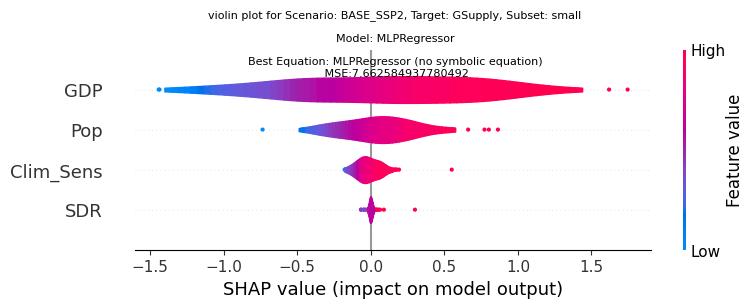 violin plot for Scenario: BASE_SSP2, Target: GSupply, Subset: small
Model: MLPRegressor
Best Equation: MLPRegressor (no symbolic equation)
MSE:7.662584937780492
High
GDP
Pop
Clim_Sens
SDR
Feature value
Low
−1.5 −1.0 −0.5 0.0 0.5 1.0 1.5
SHAP value (impact on model output)